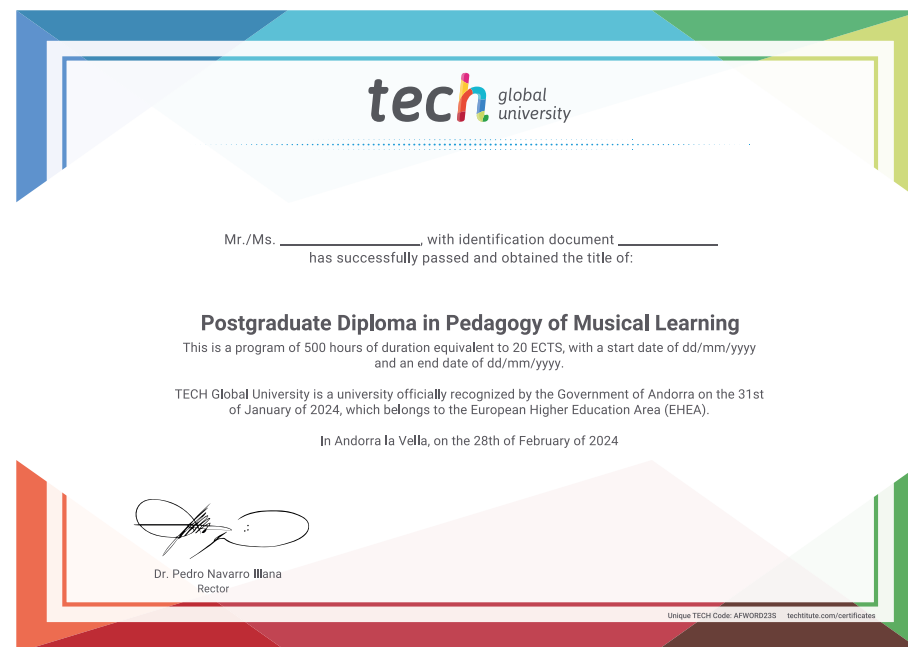 tech global university
Mr./Ms. ____________, with identification document ____________
has successfully passed and obtained the title of:
Postgraduate Diploma in Pedagogy of Musical Learning
This is a program of 500 hours of duration equivalent to 20 ECTS, with a start date of dd/mm/yyyy
and an end date of dd/mm/yyyy.
TECH Global University is a university officially recognized by the Government of Andorra on the 31st
of January of 2024, which belongs to the European Higher Education Area (EHEA).
In Andorra la Vella, on the 28th of February of 2024
Dr. Pedro Navarro Illana
Rector
Unique TECH Code: AFWORD23S techtitute.com/certificates